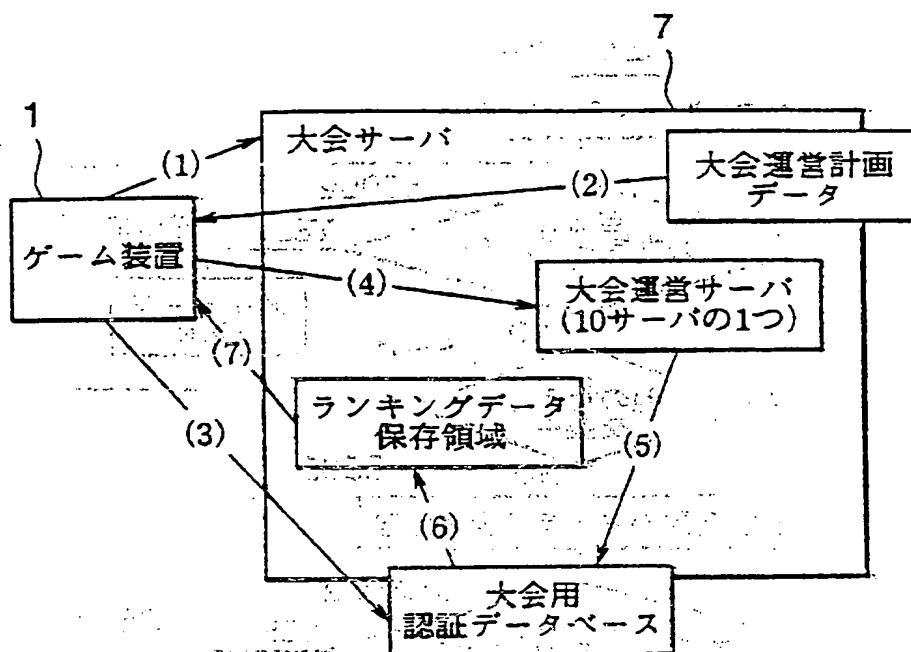 7
1
大会サーバ
(1)
大会運営計画
データ
(2)
ゲーム装置
(4)
大会運営サーバ
(10サーバの1つ)
(7)
ランキングデータ
保存領域
(3)
(5)
(6)
大会用
認証データベース